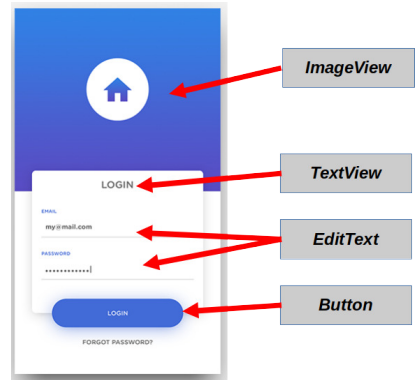 ImageView
LOGIN
TextView
EMAIL
my@mail.com
EditText
PASSWORD
••••••••••••|
LOGIN
Button
FORGOT PASSWORD?